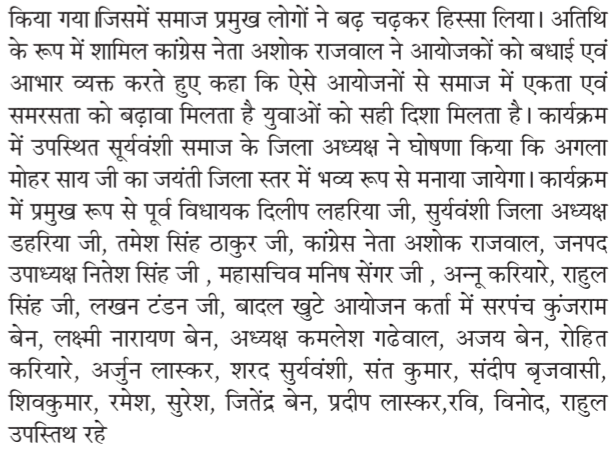 किया गया।जिसमें समाज प्रमुख लोगों ने बढ़ चढ़कर हिस्सा लिया। अतिथि
के रूप में शामिल कांग्रेस नेता अशोक राजवाल ने आयोजकों को बधाई एवं
आभार व्यक्त करते हुए कहा कि ऐसे आयोजनों से समाज में एकता एवं
समरसता को बढ़ावा मिलता है युवाओं को सही दिशा मिलता है। कार्यक्रम
में उपस्थित सूर्यवंशी समाज के जिला अध्यक्ष ने घोषणा किया कि अगला
मोहर साय जी का जयंती जिला स्तर में भव्य रूप से मनाया जायेगा। कार्यक्रम
में प्रमुख रूप से पूर्व विधायक दिलीप लहरिया जी, सुर्यवंशी जिला अध्यक्ष
डहरिया जी, तमेश सिंह ठाकुर जी, कांग्रेस नेता अशोक राजवाल, जनपद
उपाध्यक्ष नितेश सिंह जी , महासचिव मनिष सेंगर जी , अन्नू करियारे, राहुल
सिंह जी, लखन टंडन जी, बादल खुटे आयोजन कर्ता में सरपंच कुंजराम
बेन, लक्ष्मी नारायण बेन, अध्यक्ष कमलेश गढेवाल, अजय बेन, रोहित
करियारे, अर्जुन लास्कर, शरद सुर्यवंशी, संत कुमार, संदीप बृजवासी,
शिवकुमार, रमेश, सुरेश, जितेंद्र बेन, प्रदीप लास्कर,रवि, विनोद, राहुल
उपस्तिथ रहे